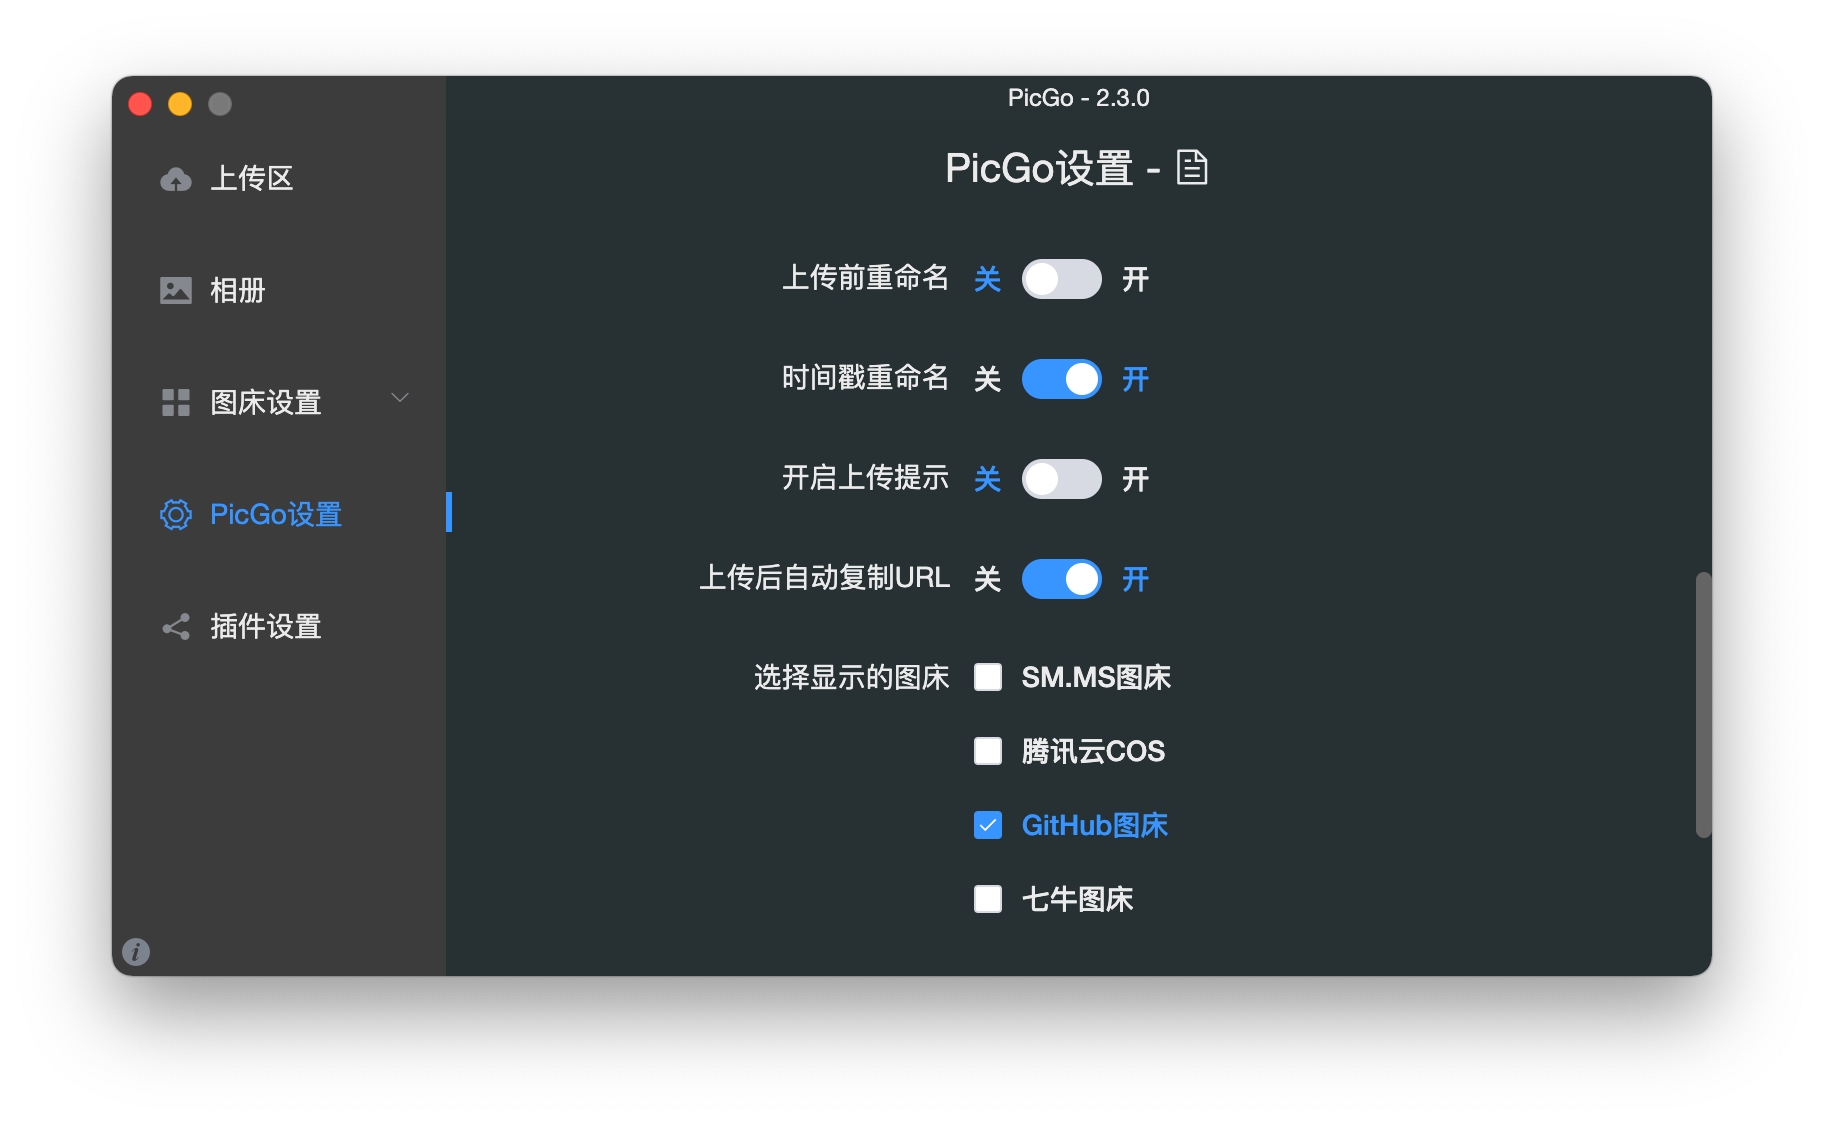 PicGo - 2.3.0
上传区
相册
图床设置
PicGo设置
插件设置
PicGo设置 -
上传前重命名 关 开
时间戳重命名 关 开
开启上传提示 关 开
上传后自动复制URL 关 开
选择显示的图床 SM.MS图床
腾讯云COS
GitHub图床
七牛图床